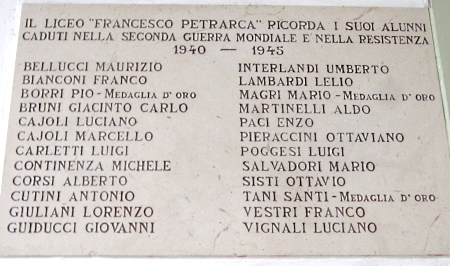 IL LICEO "FRANCESCO PETRARCA" RICORDA I SUOI ALUNNI
CADUTI NELLA SECONDA GUERRA MONDIALE E NELLA RESISTENZA
1940 — 1945
BELLUCCI MAURIZIO
BIANCONI FRANCO
BORRI PIO - MEDAGLIA D'ORO
BRUNI GIACINTO CARLO
CAJOLI LUCIANO
CAJOLI MARCELLO
CARLETTI LUIGI
CONTINENZA MICHELE
CORSI ALBERTO
CUTINI ANTONIO
GIULIANI LORENZO
GUIDUCCI GIOVANNI
INTERLANDI UMBERTO
LAMBARDI LELIO
MAGRI MARIO - MEDAGLIA D'ORO
MARTINELLI ALDO
PACI ENZO
PIERACCINI OTTAVIANO
POGGESI LUIGI
SALVADORI MARIO
SISTI OTTAVIO
TANI SANTI - MEDAGLIA D'ORO
VESTRI FRANCO
VIGNALI LUCIANO